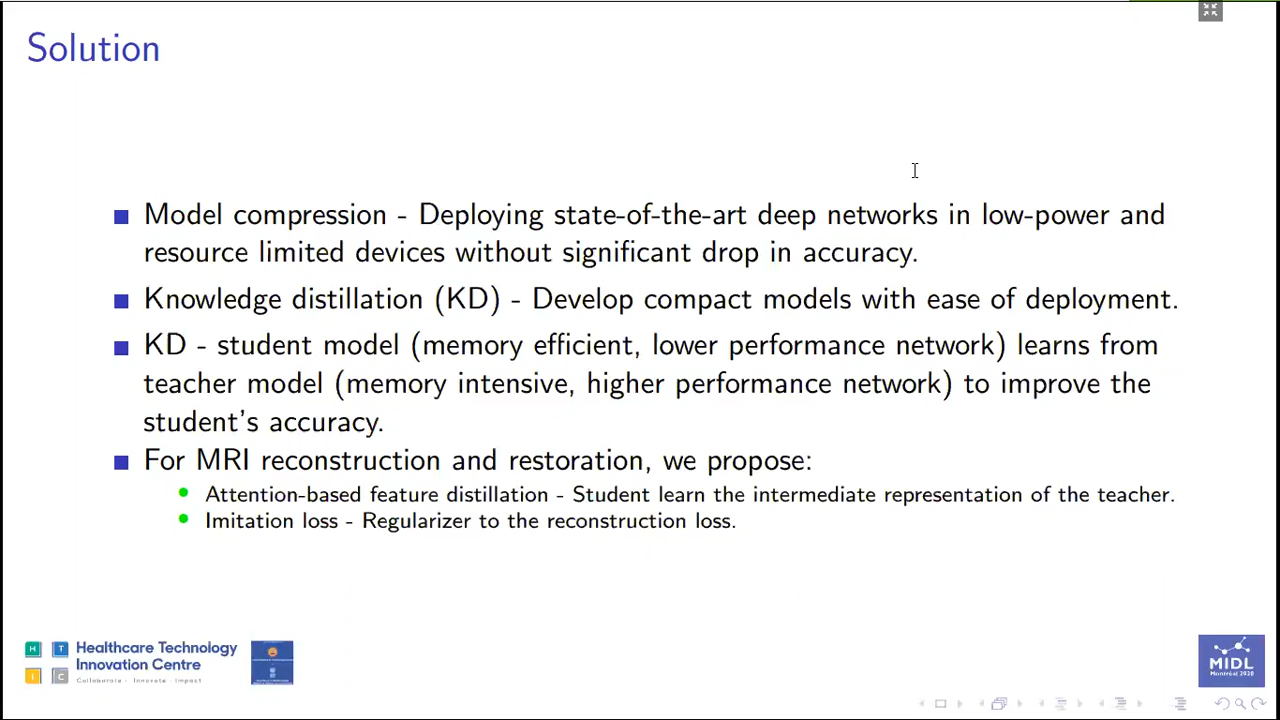 Solution
Model compression - Deploying state-of-the-art deep networks in low-power and
resource limited devices without significant drop in accuracy.
Knowledge distillation (KD) - Develop compact models with ease of deployment.
KD - student model (memory efficient, lower performance network) learns from
teacher model (memory intensive, higher performance network) to improve the
student's accuracy.
For MRI reconstruction and restoration, we propose:
Attention-based feature distillation - Student learn the intermediate representation of the teacher.
Imitation loss - Regularizer to the reconstruction loss.
H T
I C
Healthcare Technology
Innovation Centre
Collaborate · Innovate · Impact
MIDL
Montréal 2020